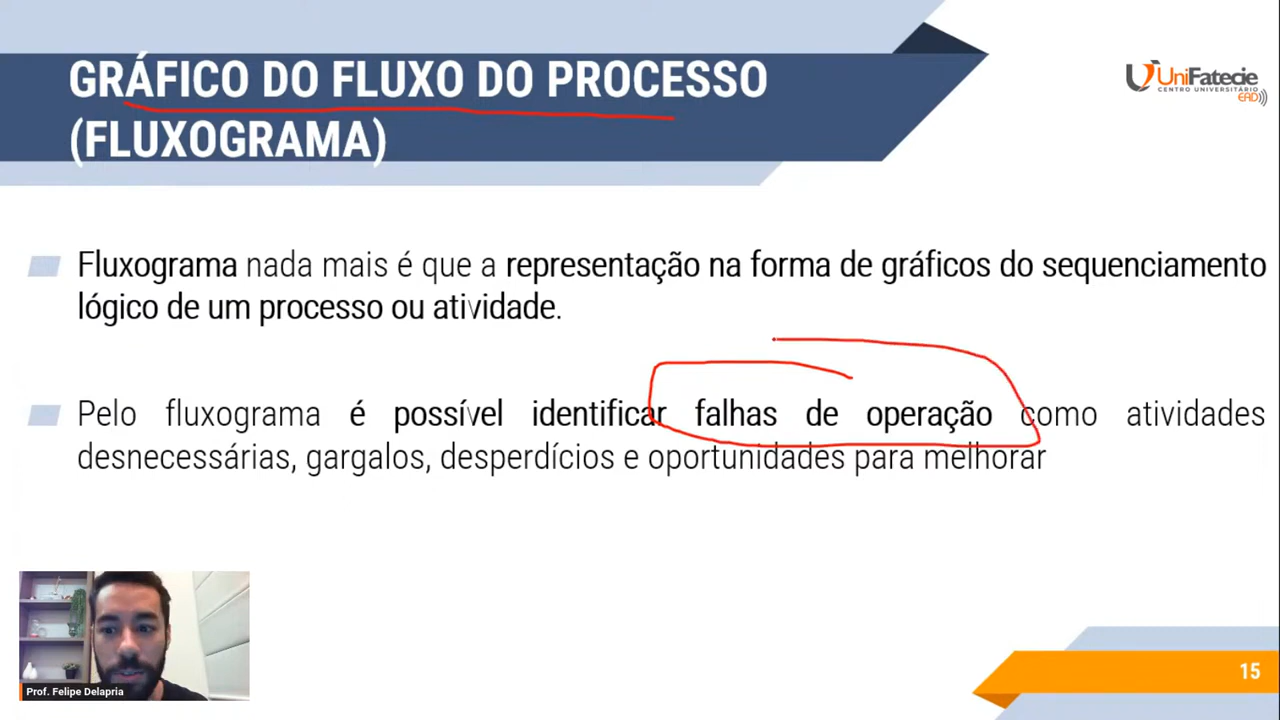 GRÁFICO DO FLUXO DO PROCESSO
(FLUXOGRAMA)
UniFatecie
CENTRO UNIVERSITÁRIO
EAD
Fluxograma nada mais é que a representação na forma de gráficos do sequenciamento
lógico de um processo ou atividade.
Pelo fluxograma é possível identificar falhas de operação como atividades
desnecessárias, gargalos, desperdícios e oportunidades para melhorar
Prof. Felipe Delapria
15